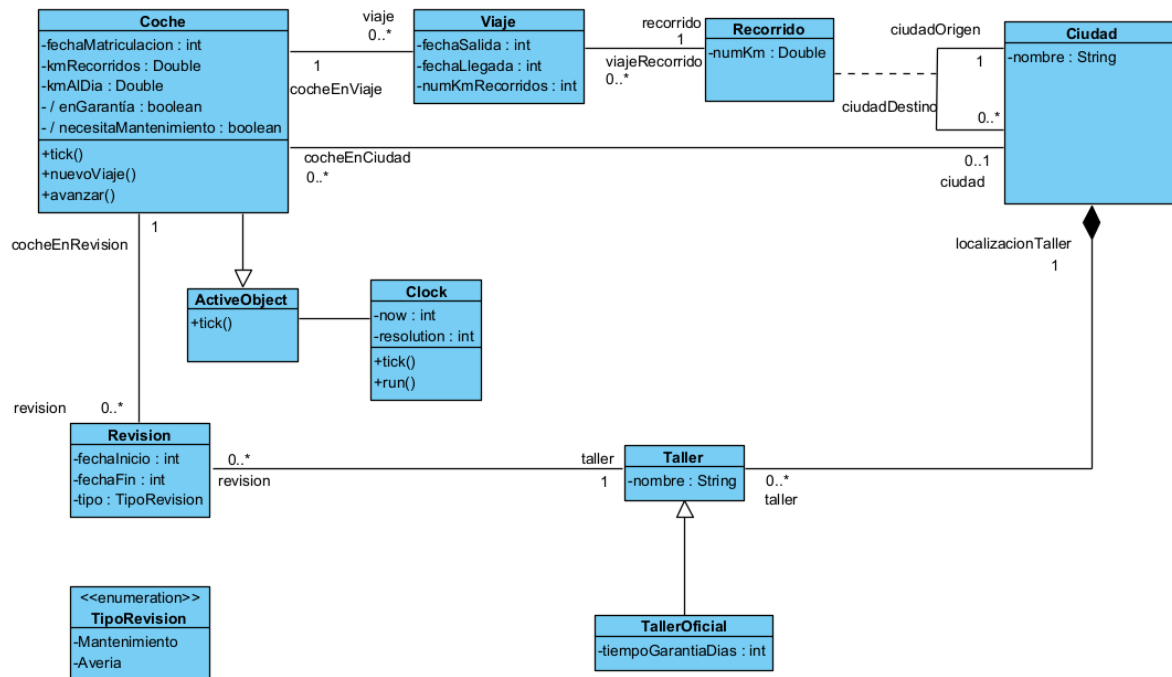 Coche
-fechaMatriculacion : int
-kmRecorridos : Double
-kmAlDia : Double
- / enGarantía : boolean
- / necesitaMantenimiento : boolean
+tick()
+nuevoViaje()
+avanzar()
viaje
0..*
1
cocheEnViaje
Viaje
-fechaSalida : int
-fechaLlegada : int
-numKmRecorridos : int
recorrido
1
viajeRecorrido
0..*
Recorrido
-numKm : Double
ciudadOrigen
1
ciudadDestino
0..*
Ciudad
-nombre : String
cocheEnCiudad
0..*
0..1
ciudad
cocheEnRevision
1
localizacionTaller
1
ActiveObject
+tick()
Clock
-now : int
-resolution : int
+tick()
+run()
revision
0..*
Revision
-fechaInicio : int
-fechaFin : int
-tipo : TipoRevision
0..*
revision
taller
1
Taller
-nombre : String
0..*
taller
<<enumeration>>
TipoRevision
-Mantenimiento
-Averia
TallerOficial
-tiempoGarantiaDias : int